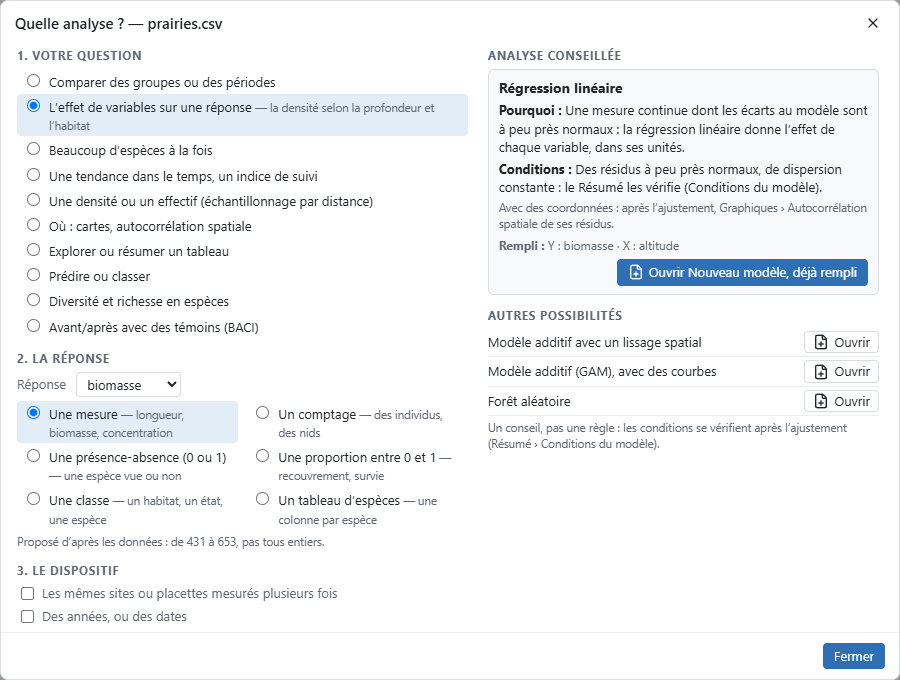 Quelle analyse ? — prairies.csv
1. VOTRE QUESTION
Comparer des groupes ou des périodes
L’effet de variables sur une réponse — la densité selon la profondeur et
l’habitat
Beaucoup d’espèces à la fois
Une tendance dans le temps, un indice de suivi
Une densité ou un effectif (échantillonnage par distance)
Où : cartes, autocorrélation spatiale
Explorer ou résumer un tableau
Prédire ou classer
Diversité et richesse en espèces
Avant/après avec des témoins (BACI)
2. LA RÉPONSE
Réponse biomasse
Une mesure — longueur,
biomasse, concentration
Un comptage — des individus,
des nids
Une présence-absence (0 ou 1)
— une espèce vue ou non
Une proportion entre 0 et 1 —
recouvrement, survie
Une classe — un habitat, un état,
une espèce
Un tableau d’espèces — une
colonne par espèce
Proposé d’après les données : de 431 à 653, pas tous entiers.
3. LE DISPOSITIF
Les mêmes sites ou placettes mesurés plusieurs fois
Des années, ou des dates
ANALYSE CONSEILLÉE
Régression linéaire
Pourquoi : Une mesure continue dont les écarts au modèle sont
à peu près normaux : la régression linéaire donne l’effet de
chaque variable, dans ses unités.
Conditions : Des résidus à peu près normaux, de dispersion
constante : le Résumé les vérifie (Conditions du modèle).
Avec des coordonnées : après l’ajustement, Graphiques › Autocorrélation
spatiale de ses résidus.
Rempli : Y : biomasse · X : altitude
Ouvrir Nouveau modèle, déjà rempli
AUTRES POSSIBILITÉS
Modèle additif avec un lissage spatial Ouvrir
Modèle additif (GAM), avec des courbes Ouvrir
Forêt aléatoire Ouvrir
Un conseil, pas une règle : les conditions se vérifient après l’ajustement
(Résumé › Conditions du modèle).
Fermer